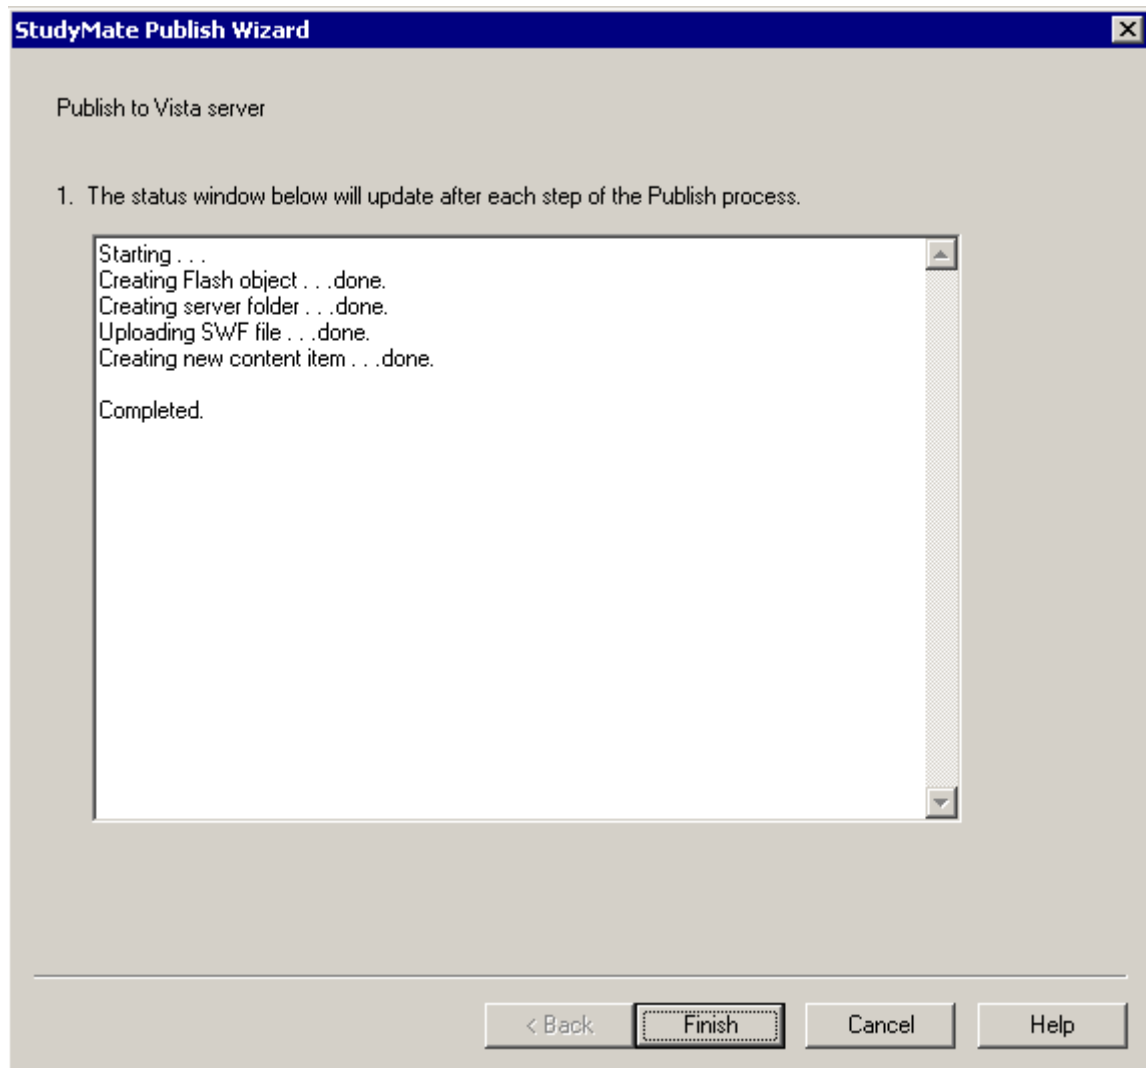 StudyMate Publish Wizard
Publish to Vista server
1. The status window below will update after each step of the Publish process.
Starting . . .
Creating Flash object . . .done.
Creating server folder . . .done.
Uploading SWF file . . .done.
Creating new content item . . .done.
Completed.
< Back Finish Cancel Help